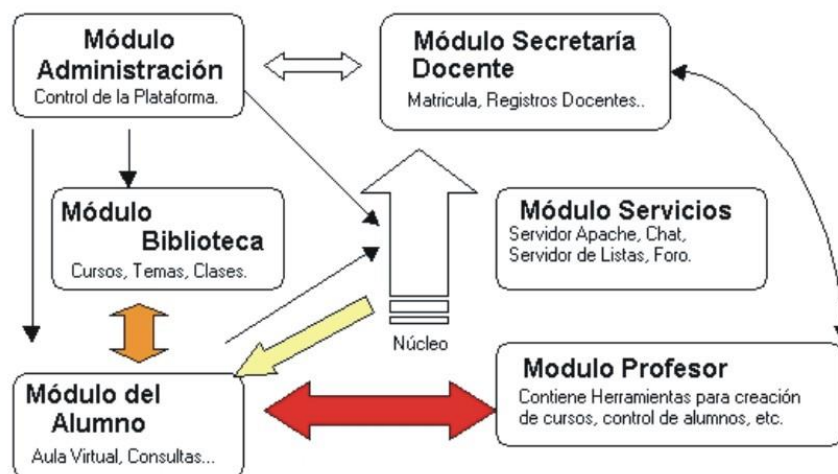 Módulo
Administración
Control de la Plataforma.
Módulo Secretaría
Docente
Matricula, Registros Docentes..
Módulo
Biblioteca
Cursos, Temas, Clases.
Módulo Servicios
Servidor Apache, Chat,
Servidor de Listas, Foro.
Núcleo
Módulo del
Alumno
Aula Virtual, Consultas...
Modulo Profesor
Contiene Herramientas para creación
de cursos, control de alumnos, etc.